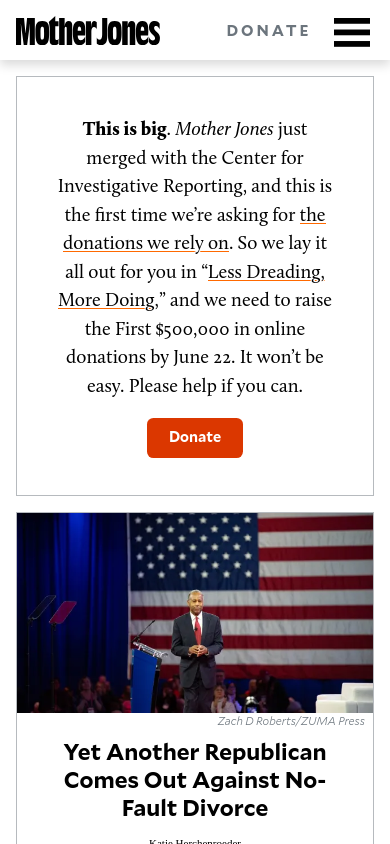 Mother Jones
DONATE
This is big. Mother Jones just
merged with the Center for
Investigative Reporting, and this is
the first time we’re asking for the
donations we rely on. So we lay it
all out for you in “Less Dreading,
More Doing,” and we need to raise
the First $500,000 in online
donations by June 22. It won’t be
easy. Please help if you can.
Donate
Zach D Roberts/ZUMA Press
Yet Another Republican
Comes Out Against No-
Fault Divorce
Katie Herchenroeder